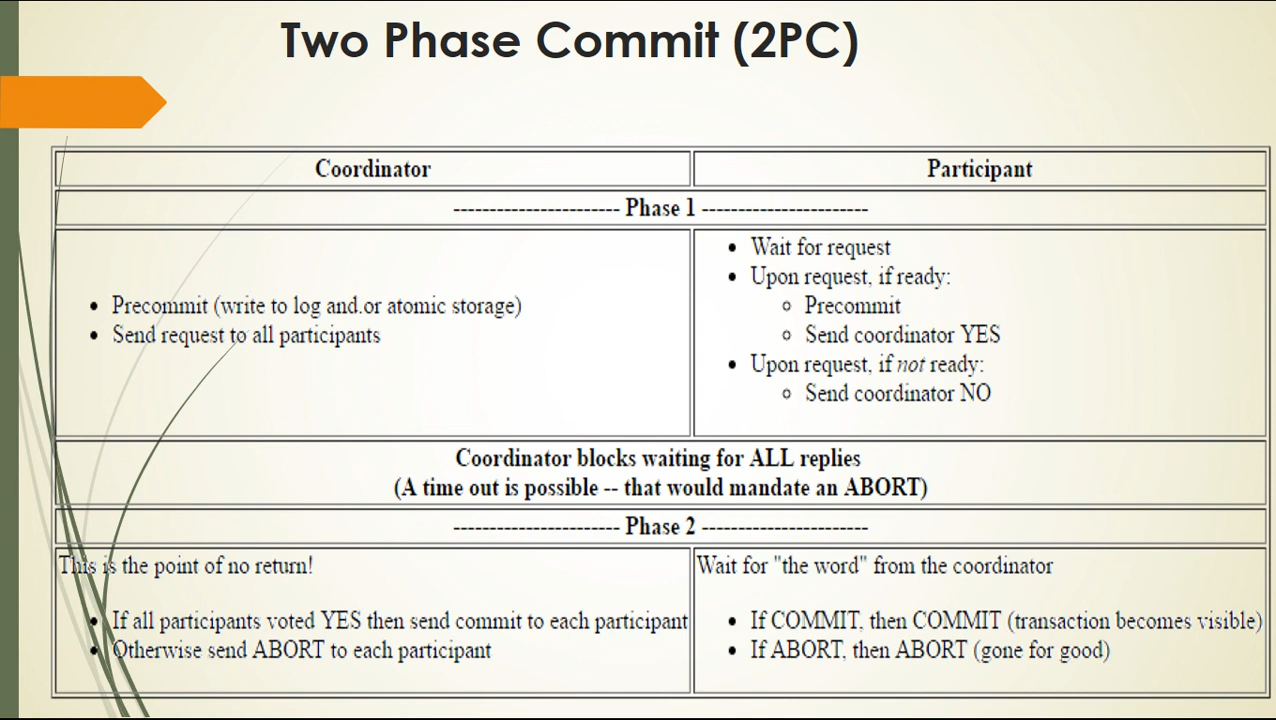 Two Phase Commit (2PC)
Coordinator
Participant
----------------------- Phase 1 -----------------------
• Precommit (write to log and.or atomic storage)
• Send request to all participants
• Wait for request
• Upon request, if ready:
○ Precommit
○ Send coordinator YES
• Upon request, if not ready:
○ Send coordinator NO
Coordinator blocks waiting for ALL replies
(A time out is possible -- that would mandate an ABORT)
----------------------- Phase 2 -----------------------
This is the point of no return!
• If all participants voted YES then send commit to each participant
• Otherwise send ABORT to each participant
Wait for "the word" from the coordinator
• If COMMIT, then COMMIT (transaction becomes visible)
• If ABORT, then ABORT (gone for good)